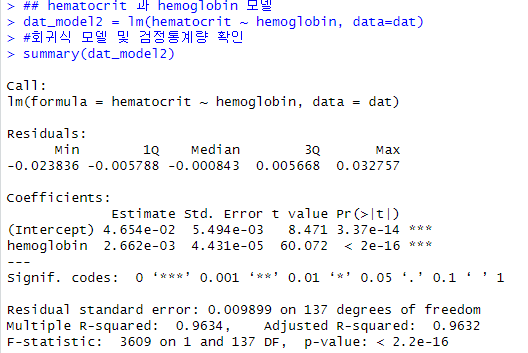 > ## hematocrit 과 hemoglobin 모델
> dat_model2 = lm(hematocrit ~ hemoglobin, data=dat)
> #회귀식 모델 및 검정통계량 확인
> summary(dat_model2)

Call:
lm(formula = hematocrit ~ hemoglobin, data = dat)

Residuals:
      Min        1Q    Median        3Q       Max
-0.023836 -0.005788 -0.000843  0.005668  0.032757

Coefficients:
             Estimate Std. Error t value Pr(>|t|)
(Intercept) 4.654e-02  5.494e-03   8.471 3.37e-14 ***
hemoglobin  2.662e-03  4.431e-05  60.072  < 2e-16 ***
---
Signif. codes:  0 ‘***’ 0.001 ‘**’ 0.01 ‘*’ 0.05 ‘.’ 0.1 ‘ ’ 1

Residual standard error: 0.009899 on 137 degrees of freedom
Multiple R-squared:  0.9634,    Adjusted R-squared:  0.9632
F-statistic:  3609 on 1 and 137 DF,  p-value: < 2.2e-16